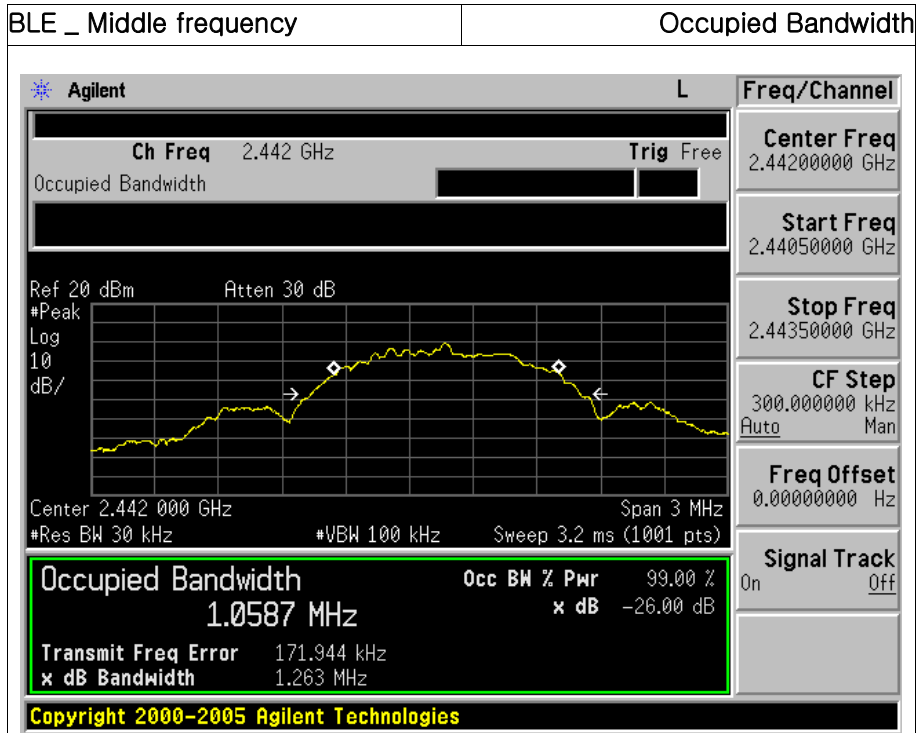 BLE _ Middle frequency Occupied Bandwidth
Agilent L Freq/Channel
Ch Freq 2.442 GHz Trig Free
Occupied Bandwidth
Center Freq
2.44200000 GHz
Start Freq
2.44050000 GHz
Stop Freq
2.44350000 GHz
CF Step
300.000000 kHz
Auto Man
Freq Offset
0.00000000 Hz
Signal Track
On Off
Ref 20 dBm Atten 30 dB
#Peak
Log
10
dB/
Center 2.442 000 GHz Span 3 MHz
#Res BW 30 kHz #VBW 100 kHz Sweep 3.2 ms (1001 pts)
Occupied Bandwidth Occ BW % Pwr 99.00 %
1.0587 MHz x dB -26.00 dB
Transmit Freq Error 171.944 kHz
x dB Bandwidth 1.263 MHz
Copyright 2000-2005 Agilent Technologies